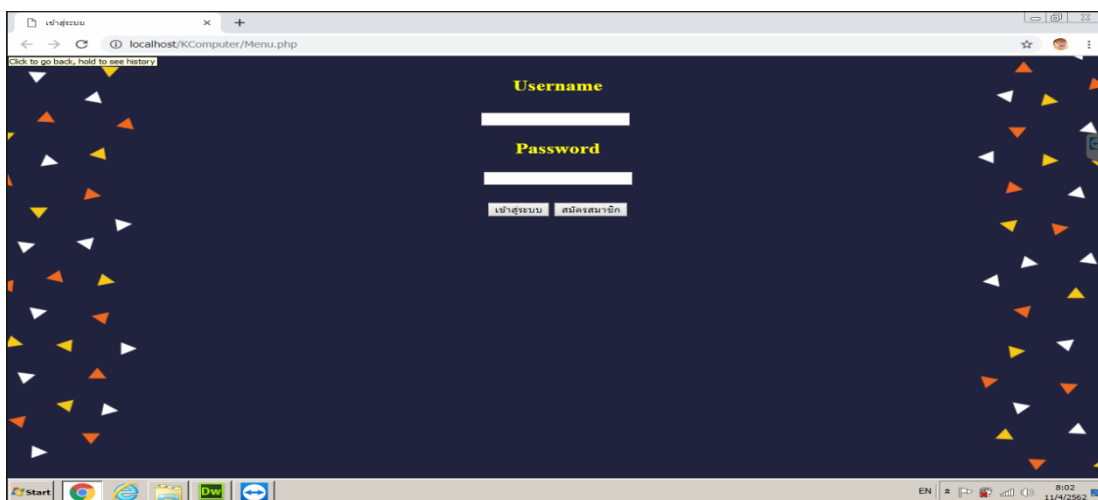 เข้าสู่ระบบ
localhost/KComputer/Menu.php
Click to go back, hold to see history
Username
Password
เข้าสู่ระบบ สมัครสมาชิก
Start Dw EN 8:02
11/4/2562